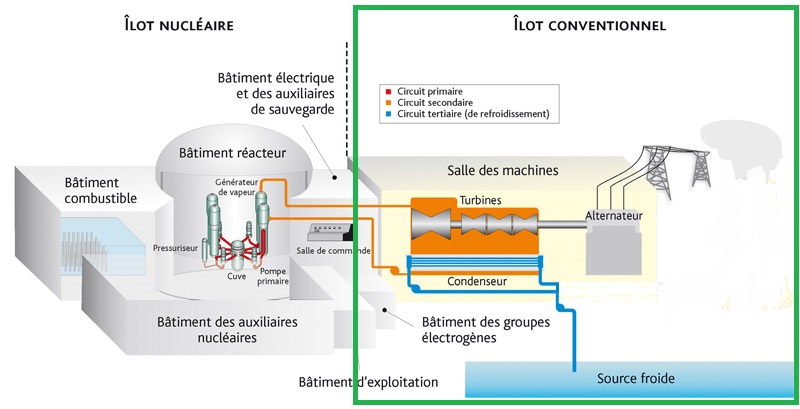 ÎLOT NUCLÉAIRE
ÎLOT CONVENTIONNEL
Bâtiment électrique
et des auxiliaires
de sauvegarde
Circuit primaire
Circuit secondaire
Circuit tertiaire (de refroidissement)
Bâtiment réacteur
Salle des machines
Bâtiment
combustible
Générateur
de vapeur
Turbines
Alternateur
Pressuriseur
Salle de commande
Cuve
Pompe
primaire
Condenseur
Bâtiment des auxiliaires
nucléaires
Bâtiment des groupes
électrogènes
Bâtiment d'exploitation
Source froide